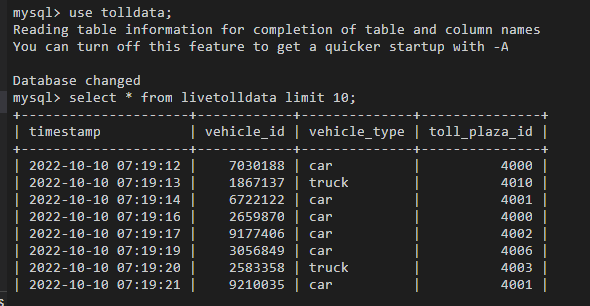 mysql> use tolldata;
Reading table information for completion of table and column names
You can turn off this feature to get a quicker startup with -A
Database changed
mysql> select * from livetolldata limit 10;
+---------------------+------------+--------------+---------------+
| timestamp           | vehicle_id | vehicle_type | toll_plaza_id |
+---------------------+------------+--------------+---------------+
| 2022-10-10 07:19:12 |    7030188 | car          |          4000 |
| 2022-10-10 07:19:13 |    1867137 | truck        |          4010 |
| 2022-10-10 07:19:14 |    6722122 | car          |          4001 |
| 2022-10-10 07:19:16 |    2659870 | car          |          4000 |
| 2022-10-10 07:19:17 |    9177406 | car          |          4002 |
| 2022-10-10 07:19:19 |    3056849 | car          |          4006 |
| 2022-10-10 07:19:20 |    2583358 | truck        |          4003 |
| 2022-10-10 07:19:21 |    9210035 | car          |          4001 |